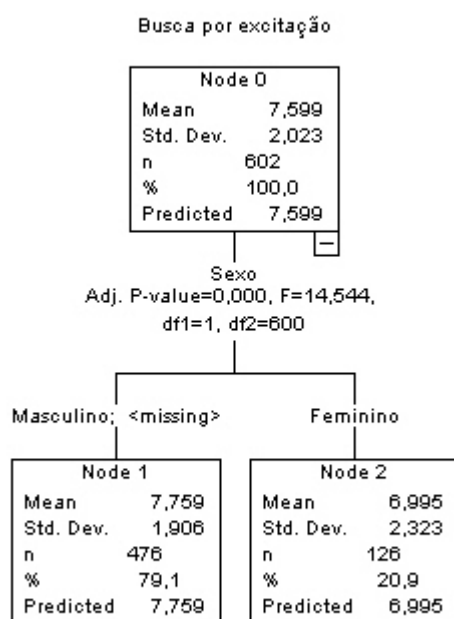 Busca por excitação
Node 0
Mean 7,599
Std. Dev. 2,023
n 602
% 100,0
Predicted 7,599
Sexo
Adj. P-value=0,000, F=14,544,
df1=1, df2=600
Masculino; <missing>
Feminino
Node 1
Mean 7,759
Std. Dev. 1,906
n 476
% 79,1
Predicted 7,759
Node 2
Mean 6,995
Std. Dev. 2,323
n 126
% 20,9
Predicted 6,995